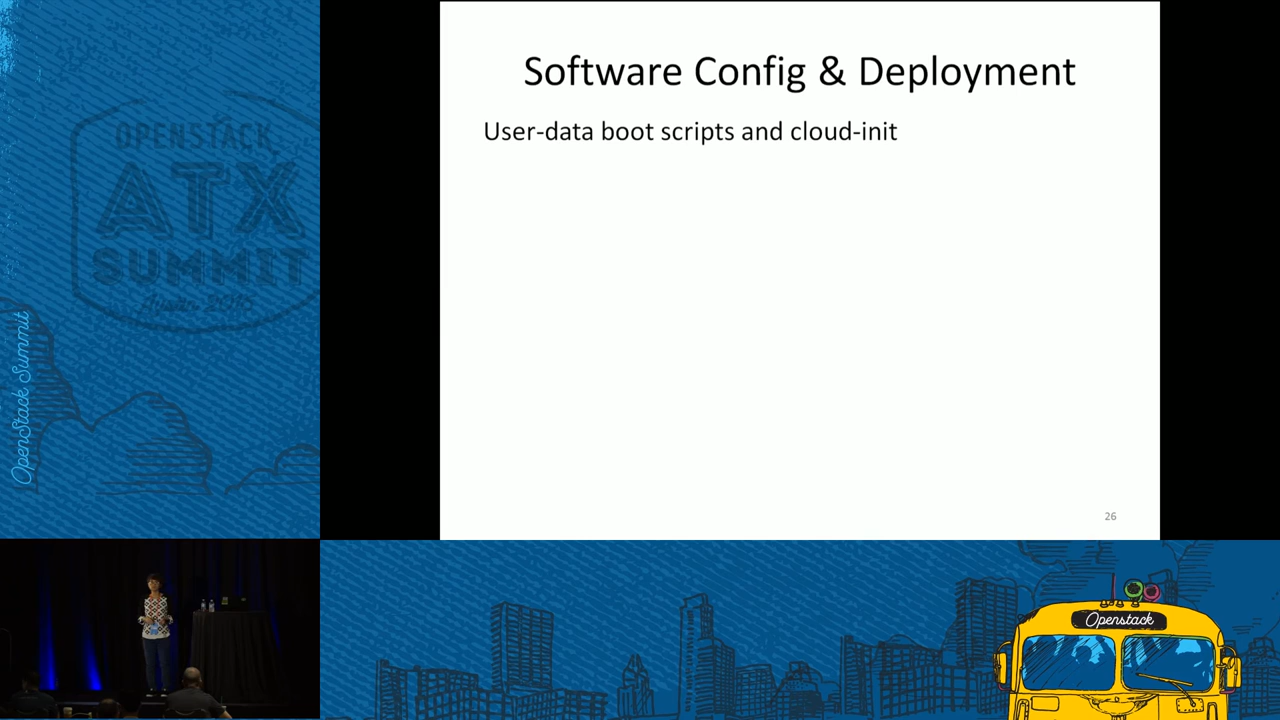 Software Config & Deployment
User-data boot scripts and cloud-init
26
OPENSTACK
ATX
SUMMIT
Austin 2016
OpenStack Summit
Openstack